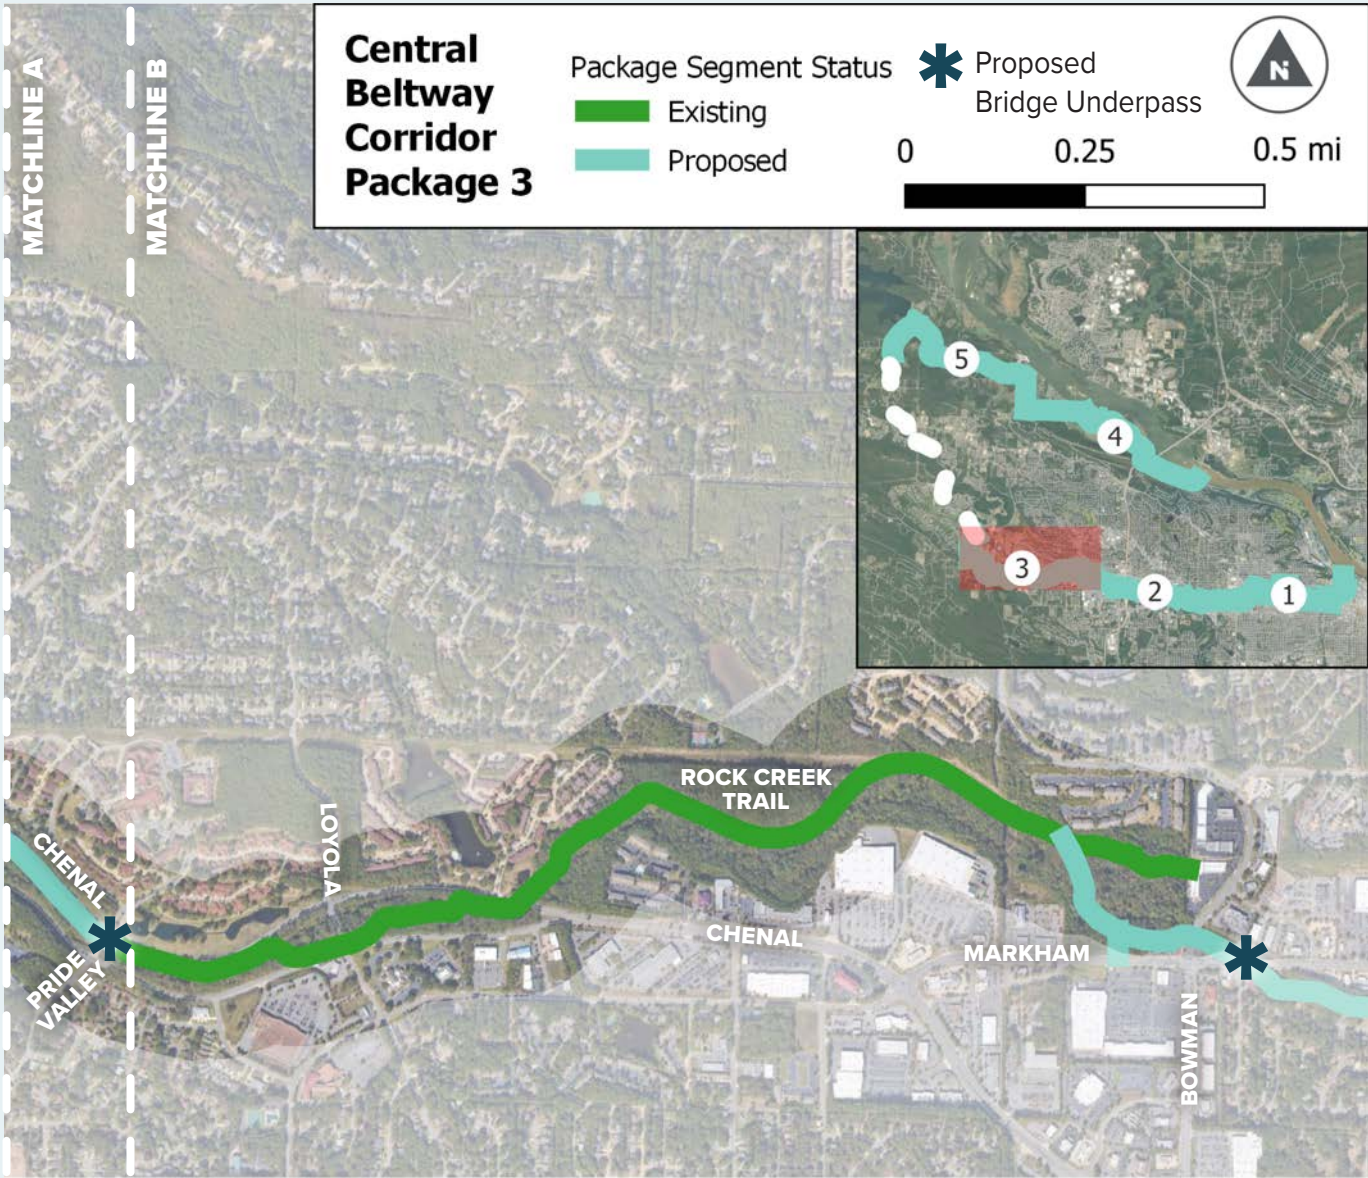 MATCHLINE A
MATCHLINE B
Central
Beltway
Corridor
Package 3
Package Segment Status
Existing
Proposed
Proposed
Bridge Underpass
N
0 0.25 0.5 mi
5
4
3
2
1
ROCK CREEK
TRAIL
LOYOLA
CHENAL
CHENAL
MARKHAM
PRIDE
VALLEY
BOWMAN